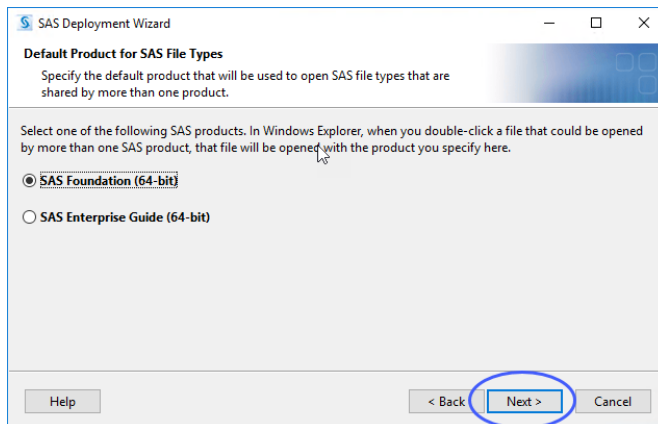 SAS Deployment Wizard
Default Product for SAS File Types
Specify the default product that will be used to open SAS file types that are
shared by more than one product.
Select one of the following SAS products. In Windows Explorer, when you double-click a file that could be opened
by more than one SAS product, that file will be opened with the product you specify here.
SAS Foundation (64-bit)
SAS Enterprise Guide (64-bit)
Help
< Back
Next >
Cancel